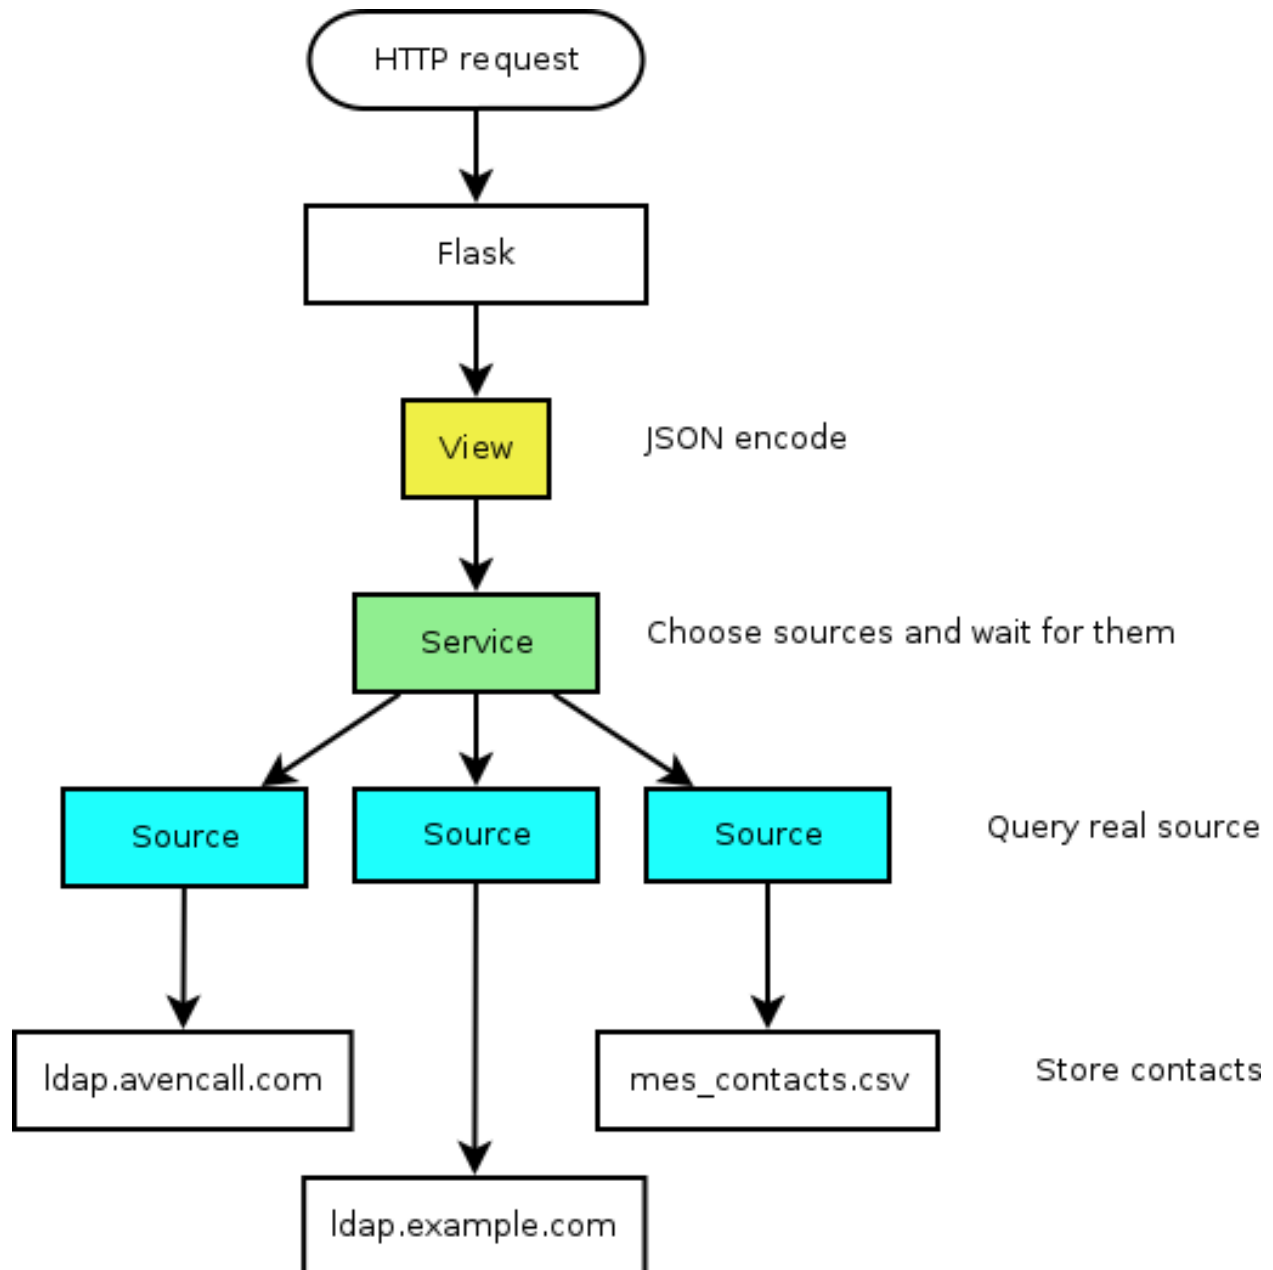 HTTP request
Flask
View
JSON encode
Service
Choose sources and wait for them
Source
Source
Source
Query real source
ldap.avencall.com
mes_contacts.csv
Store contacts
ldap.example.com